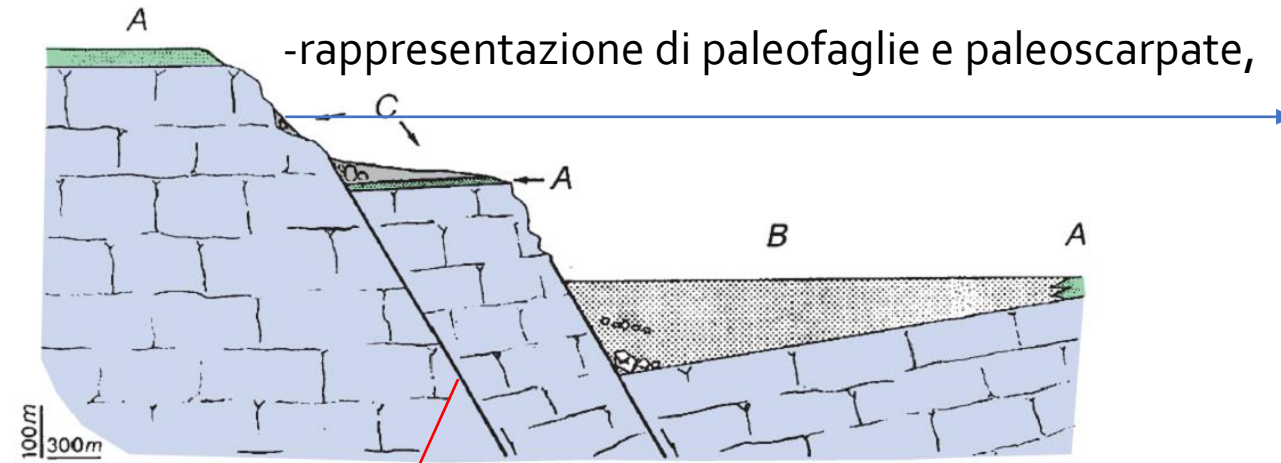 A
-rappresentazione di paleofaglie e paleoscarpate,
C
A
B
A
100m
300m